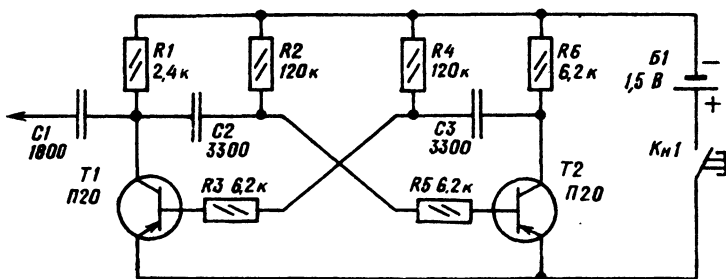 R1
2,4к
R2
120к
R4
120к
R6
6,2к
Б1
1,5 В
−
+
C1
1800
C2
3300
C3
3300
Кн1
T1
П20
R3 6,2к
R5 6,2к
T2
П20